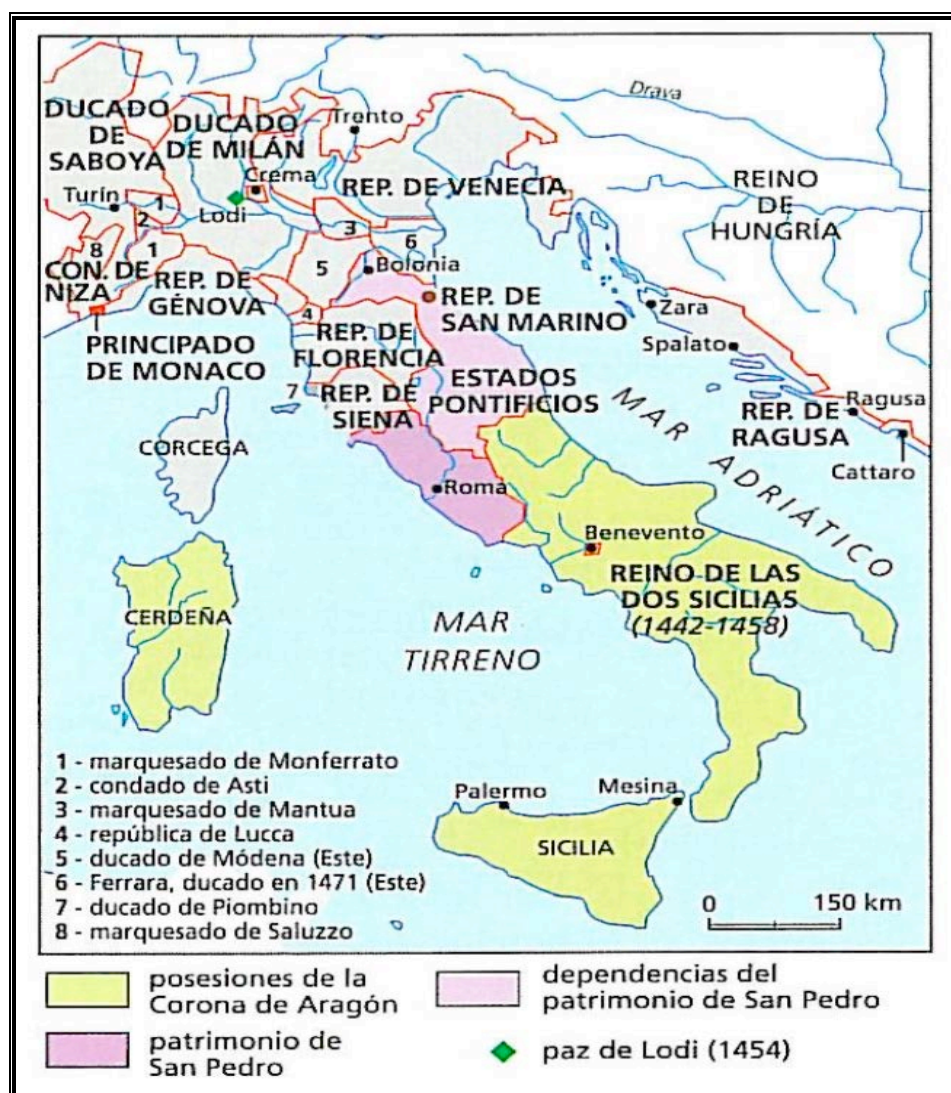 DUCADO
DE
SABOYA
DUCADO
DE MILÁN
Trento
Drava
Crema
Turín
1
2
Lodi
REP. DE VENECIA
REINO
DE
HUNGRÍA
3
6
8
1
5
Bolonia
CON. DE
NIZA
REP. DE
GÉNOVA
REP. DE
SAN MARINO
Zara
4
PRINCIPADO
DE MONACO
REP. DE
FLORENCIA
Spalato
7
REP. DE
SIENA
ESTADOS
PONTIFICIOS
MAR
ADRIÁTICO
Ragusa
REP. DE
RAGUSA
Cattaro
CÓRCEGA
Roma
Benevento
REINO DE LAS
DOS SICILIAS
(1442-1458)
CERDEÑA
MAR
TIRRENO
1 - marquesado de Monferrato
2 - condado de Asti
3 - marquesado de Mantua
4 - república de Lucca
5 - ducado de Módena (Este)
6 - Ferrara, ducado en 1471 (Este)
7 - ducado de Piombino
8 - marquesado de Saluzzo
Palermo
Mesina
SICILIA
0 150 km
posesiones de la
Corona de Aragón
dependencias del
patrimonio de San Pedro
patrimonio de
San Pedro
paz de Lodi (1454)